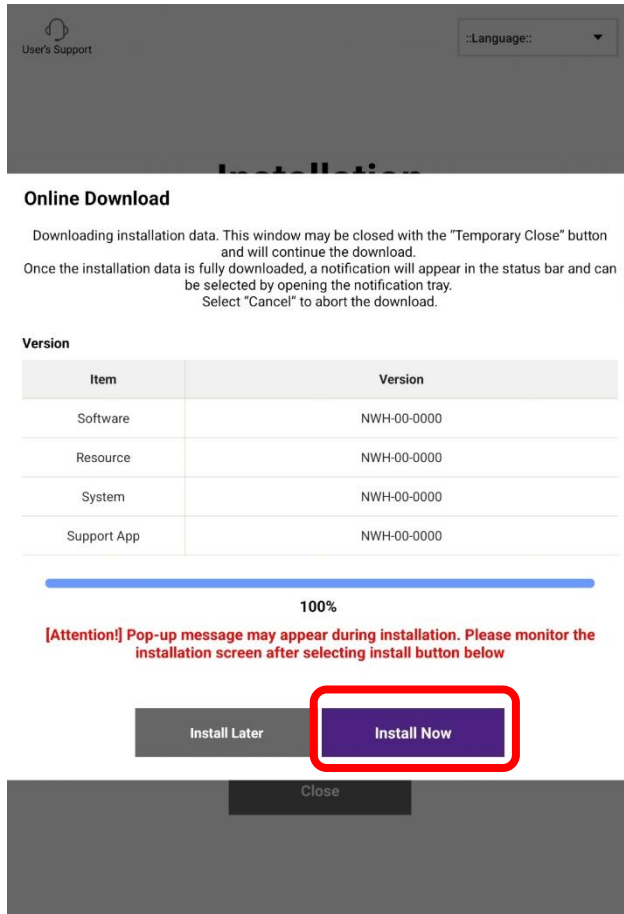 User's Support
::Language::
Installation
Online Download
Downloading installation data. This window may be closed with the "Temporary Close" button
and will continue the download.
Once the installation data is fully downloaded, a notification will appear in the status bar and can
be selected by opening the notification tray.
Select "Cancel" to abort the download.
Version
Item Version
Software NWH-00-0000
Resource NWH-00-0000
System NWH-00-0000
Support App NWH-00-0000
100%
[Attention!] Pop-up message may appear during installation. Please monitor the
installation screen after selecting install button below
Install Later Install Now
Close